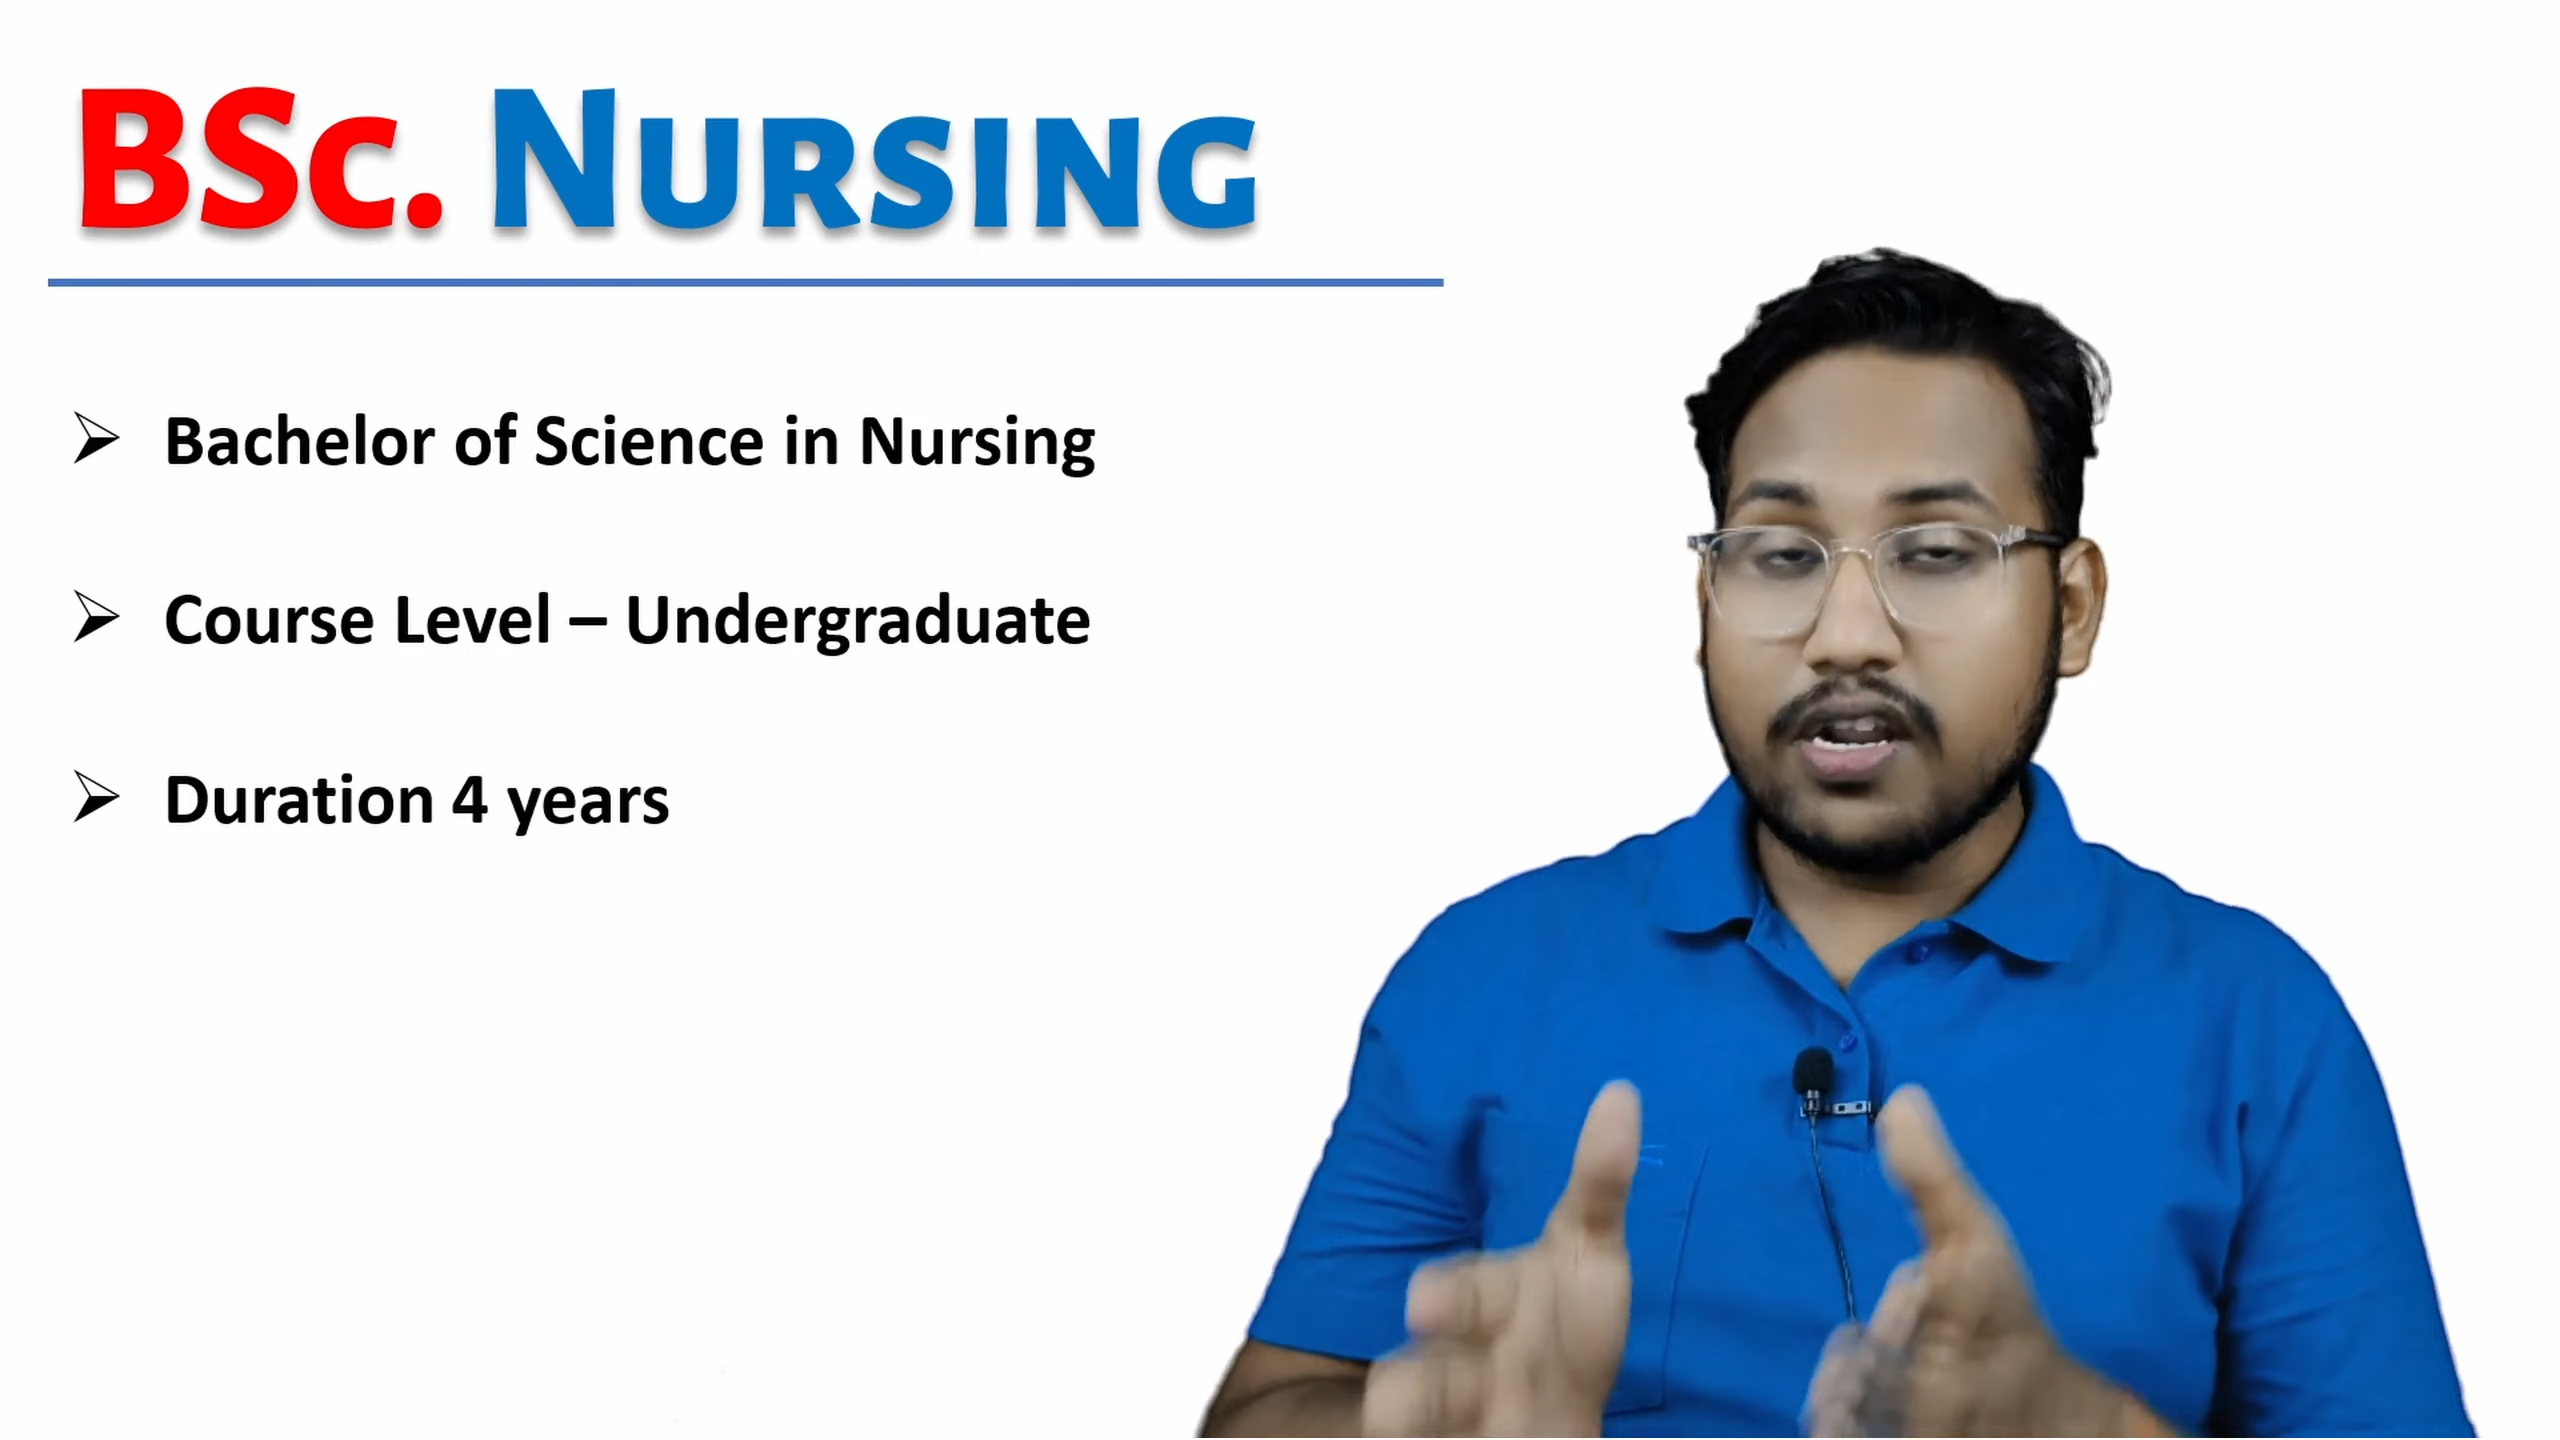 BSc. Nursing
Bachelor of Science in Nursing
Course Level – Undergraduate
Duration 4 years